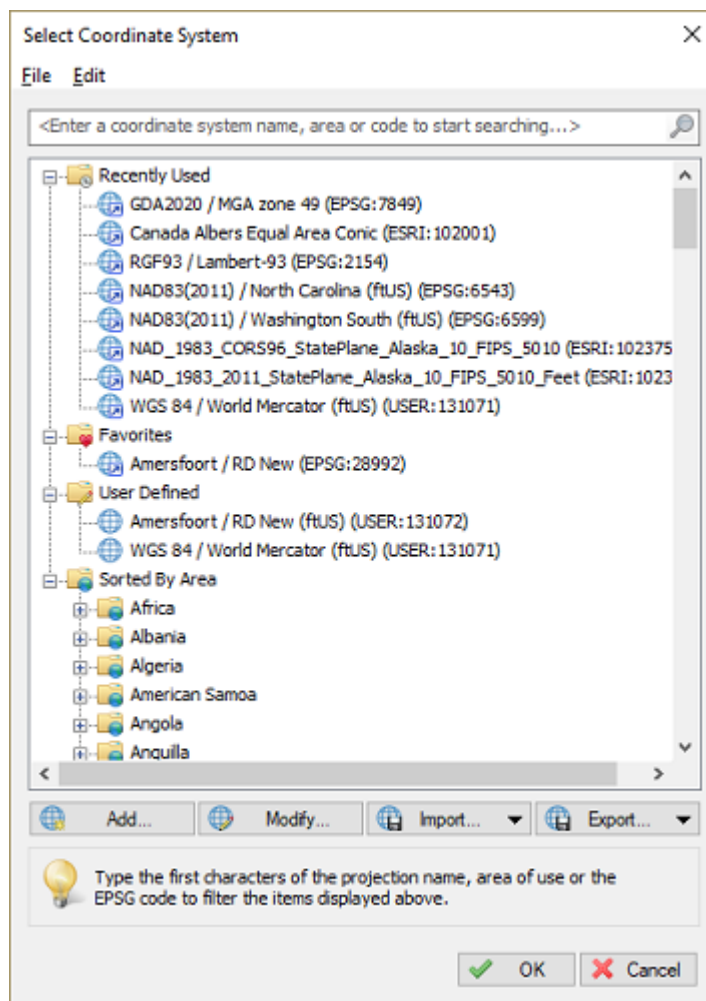 Select Coordinate System
File Edit
<Enter a coordinate system name, area or code to start searching...>
Recently Used
GDA2020 / MGA zone 49 (EPSG:7849)
Canada Albers Equal Area Conic (ESRI:102001)
RGF93 / Lambert-93 (EPSG:2154)
NAD83(2011) / North Carolina (ftUS) (EPSG:6543)
NAD83(2011) / Washington South (ftUS) (EPSG:6599)
NAD_1983_CORS96_StatePlane_Alaska_10_FIPS_5010 (ESRI:102375
NAD_1983_2011_StatePlane_Alaska_10_FIPS_5010_Feet (ESRI:1023
WGS 84 / World Mercator (ftUS) (USER:131071)
Favorites
Amersfoort / RD New (EPSG:28992)
User Defined
Amersfoort / RD New (ftUS) (USER:131072)
WGS 84 / World Mercator (ftUS) (USER:131071)
Sorted By Area
Africa
Albania
Algeria
American Samoa
Angola
Anguilla
Add... Modify... Import... Export...
Type the first characters of the projection name, area of use or the
EPSG code to filter the items displayed above.
OK Cancel